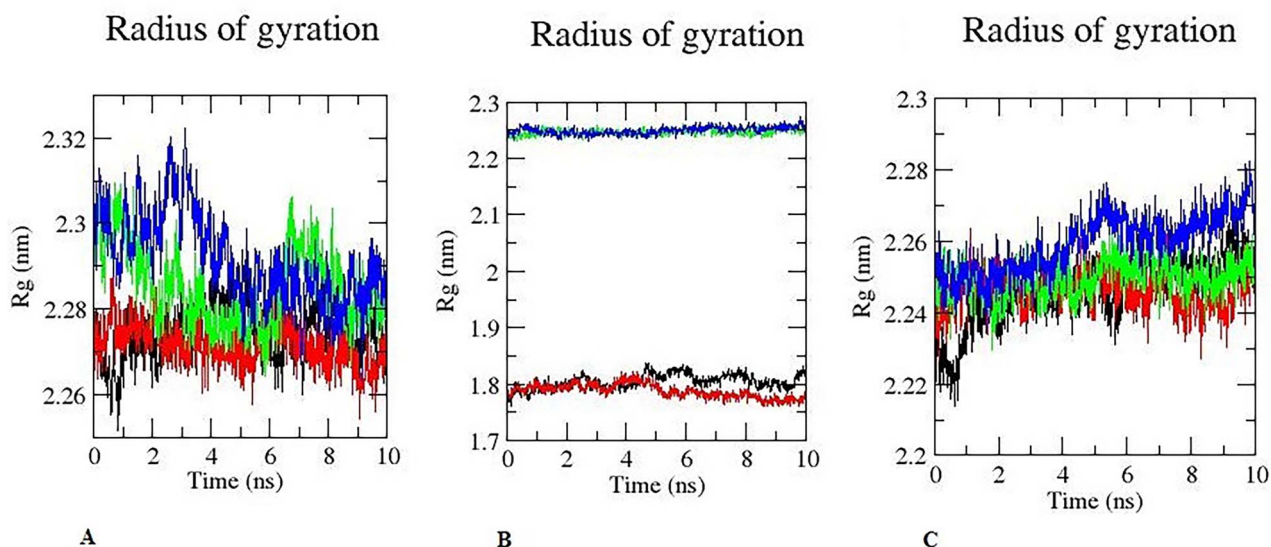 Radius of gyration
Rg (nm)
2.32
2.3
2.28
2.26
0 2 4 6 8 10
Time (ns)
A
Radius of gyration
Rg (nm)
2.3
2.2
2.1
2
1.9
1.8
1.7
0 2 4 6 8 10
Time (ns)
B
Radius of gyration
Rg (nm)
2.3
2.28
2.26
2.24
2.22
2.2
0 2 4 6 8 10
Time (ns)
C